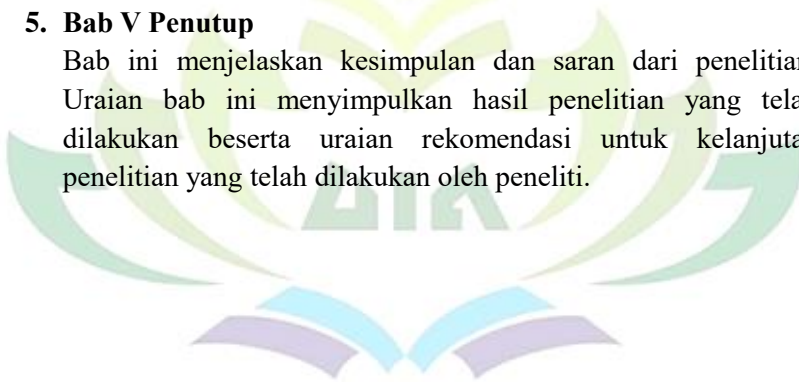 5. Bab V Penutup
Bab ini menjelaskan kesimpulan dan saran dari penelitian
Uraian bab ini menyimpulkan hasil penelitian yang tela
dilakukan beserta uraian rekomendasi untuk kelanjuta
penelitian yang telah dilakukan oleh peneliti.